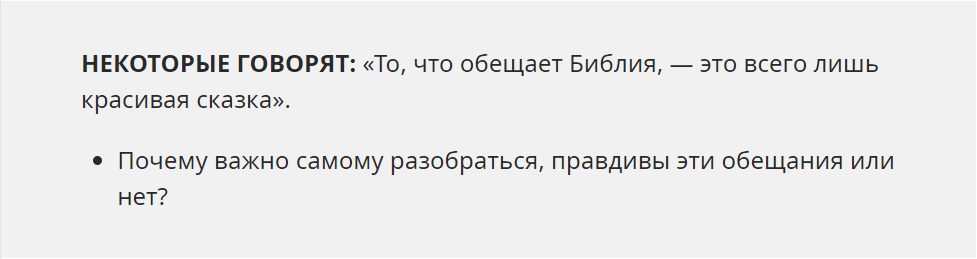 НЕКОТОРЫЕ ГОВОРЯТ: «То, что обещает Библия, — это всего лишь
красивая сказка».
• Почему важно самому разобраться, правдивы эти обещания или
нет?